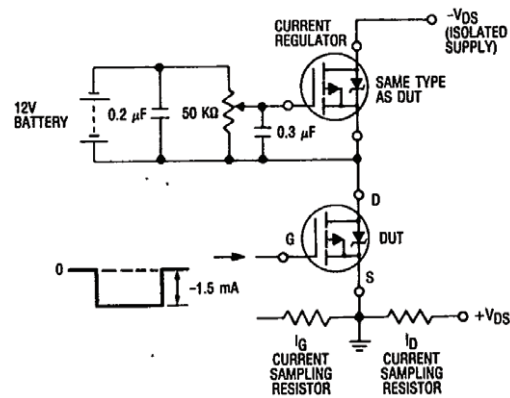 CURRENT
REGULATOR
–VDS
(ISOLATED
SUPPLY)
SAME TYPE
AS DUT
12V
BATTERY
0.2 μF
50 KΩ
0.3 μF
D
G
DUT
S
0
–1.5 mA
+VDS
IG
CURRENT
SAMPLING
RESISTOR
ID
CURRENT
SAMPLING
RESISTOR